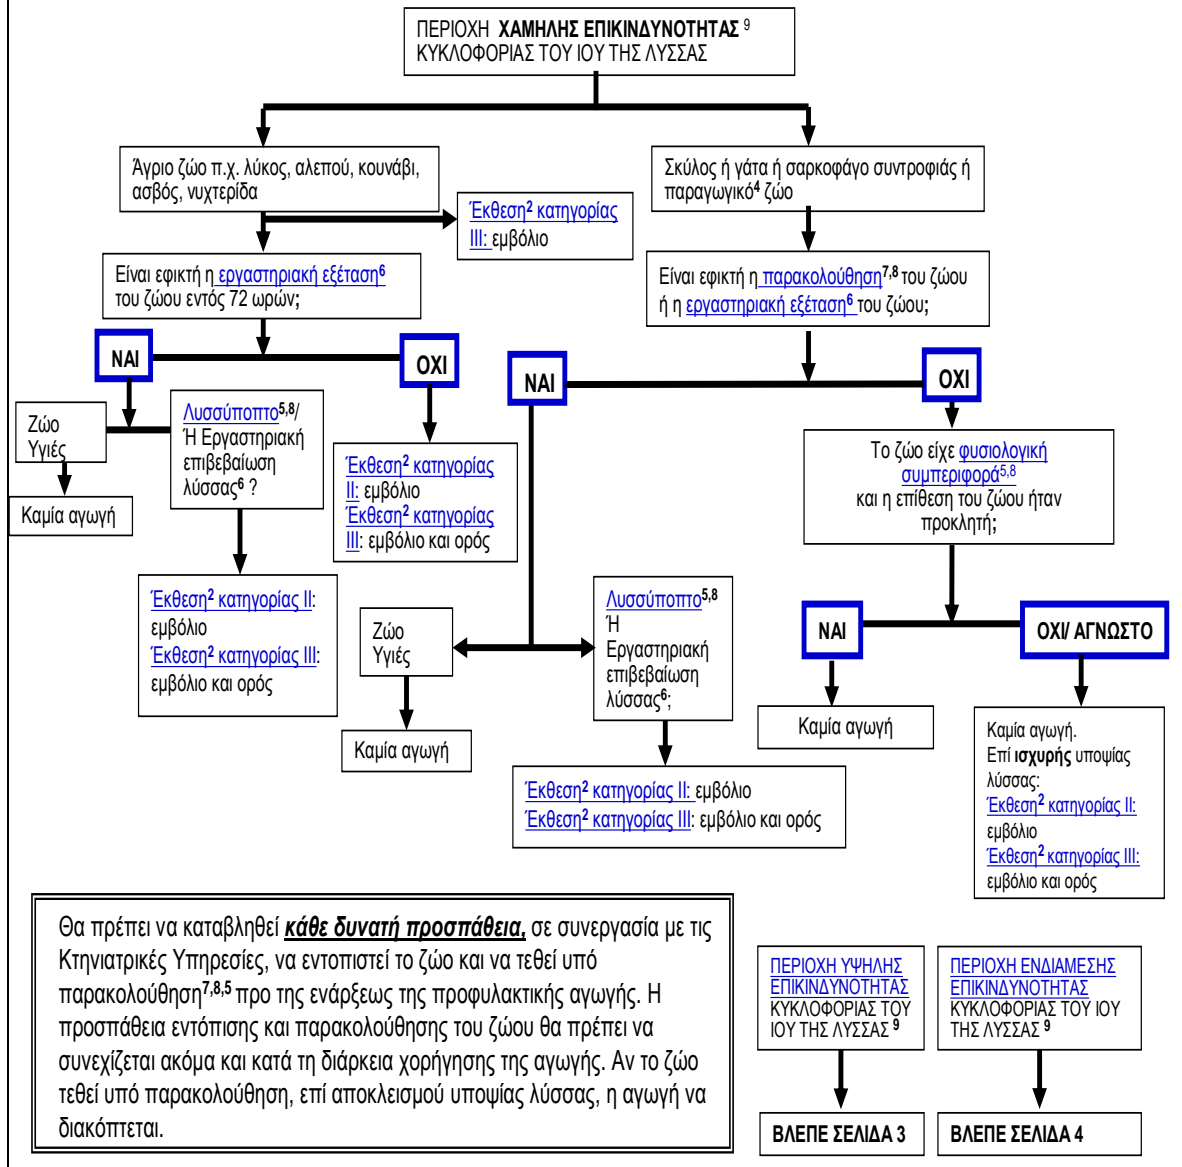 ΠΕΡΙΟΧΗ ΧΑΜΗΛΗΣ ΕΠΙΚΙΝΔΥΝΟΤΗΤΑΣ 9
ΚΥΚΛΟΦΟΡΙΑΣ ΤΟΥ ΙΟΥ ΤΗΣ ΛΥΣΣΑΣ
Άγριο ζώο π.χ. λύκος, αλεπού, κουνάβι,
ασβός, νυχτερίδα
Έκθεση2 κατηγορίας
III: εμβόλιο
Σκύλος ή γάτα ή σαρκοφάγο συντροφιάς ή
παραγωγικό4 ζώο
Είναι εφικτή η εργαστηριακή εξέταση6
του ζώου εντός 72 ωρών;
Είναι εφικτή η παρακολούθηση7,8 του ζώου
ή η εργαστηριακή εξέταση6 του ζώου;
ΝΑΙ
ΟΧΙ
ΝΑΙ
ΟΧΙ
Ζώο
Υγιές
Καμία αγωγή
Λυσσύποπτο5,8/
Ή Εργαστηριακή
επιβεβαίωση
λύσσας6 ?
Έκθεση2 κατηγορίας
II: εμβόλιο
Έκθεση2 κατηγορίας
III: εμβόλιο και ορός
Το ζώο είχε φυσιολογική
συμπεριφορά5,8
και η επίθεση του ζώου ήταν
προκλητή;
Έκθεση2 κατηγορίας II:
εμβόλιο
Έκθεση2 κατηγορίας III:
εμβόλιο και ορός
Ζώο
Υγιές
Καμία αγωγή
Λυσσύποπτο5,8
Ή
Εργαστηριακή
επιβεβαίωση
λύσσας6;
ΝΑΙ
ΟΧΙ/ ΑΓΝΩΣΤΟ
Καμία αγωγή
Καμία αγωγή.
Επί ισχυρής υποψίας
λύσσας:
Έκθεση2 κατηγορίας II:
εμβόλιο
Έκθεση2 κατηγορίας III:
εμβόλιο και ορός
Έκθεση2 κατηγορίας II: εμβόλιο
Έκθεση2 κατηγορίας III: εμβόλιο και ορός
Θα πρέπει να καταβληθεί κάθε δυνατή προσπάθεια, σε συνεργασία με τις
Κτηνιατρικές Υπηρεσίες, να εντοπιστεί το ζώο και να τεθεί υπό
παρακολούθηση7,8,5 προ της ενάρξεως της προφυλακτικής αγωγής. Η
προσπάθεια εντόπισης και παρακολούθησης του ζώου θα πρέπει να
συνεχίζεται ακόμα και κατά τη διάρκεια χορήγησης της αγωγής. Αν το ζώο
τεθεί υπό παρακολούθηση, επί αποκλεισμού υποψίας λύσσας, η αγωγή να
διακόπτεται.
ΠΕΡΙΟΧΗ ΥΨΗΛΗΣ
ΕΠΙΚΙΝΔΥΝΟΤΗΤΑΣ
ΚΥΚΛΟΦΟΡΙΑΣ ΤΟΥ
ΙΟΥ ΤΗΣ ΛΥΣΣΑΣ 9
ΒΛΕΠΕ ΣΕΛΙΔΑ 3
ΠΕΡΙΟΧΗ ΕΝΔΙΑΜΕΣΗΣ
ΕΠΙΚΙΝΔΥΝΟΤΗΤΑΣ
ΚΥΚΛΟΦΟΡΙΑΣ ΤΟΥ ΙΟΥ
ΤΗΣ ΛΥΣΣΑΣ 9
ΒΛΕΠΕ ΣΕΛΙΔΑ 4